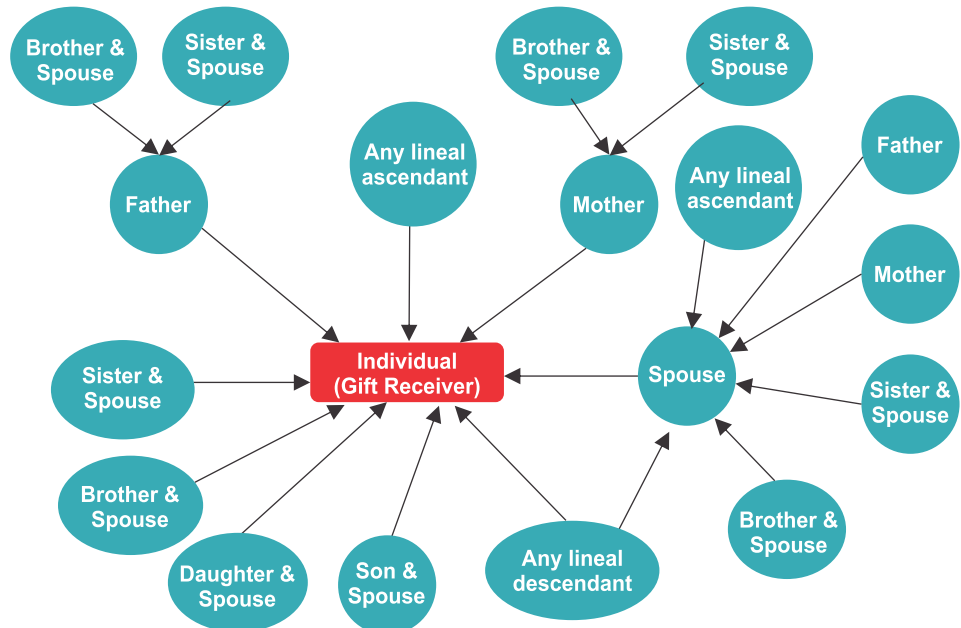 Brother &
Spouse
Sister &
Spouse
Brother &
Spouse
Sister &
Spouse
Any lineal
ascendant
Father
Mother
Any lineal
ascendant
Father
Mother
Individual
(Gift Receiver)
Spouse
Sister &
Spouse
Sister &
Spouse
Brother &
Spouse
Brother &
Spouse
Daughter &
Spouse
Son &
Spouse
Any lineal
descendant